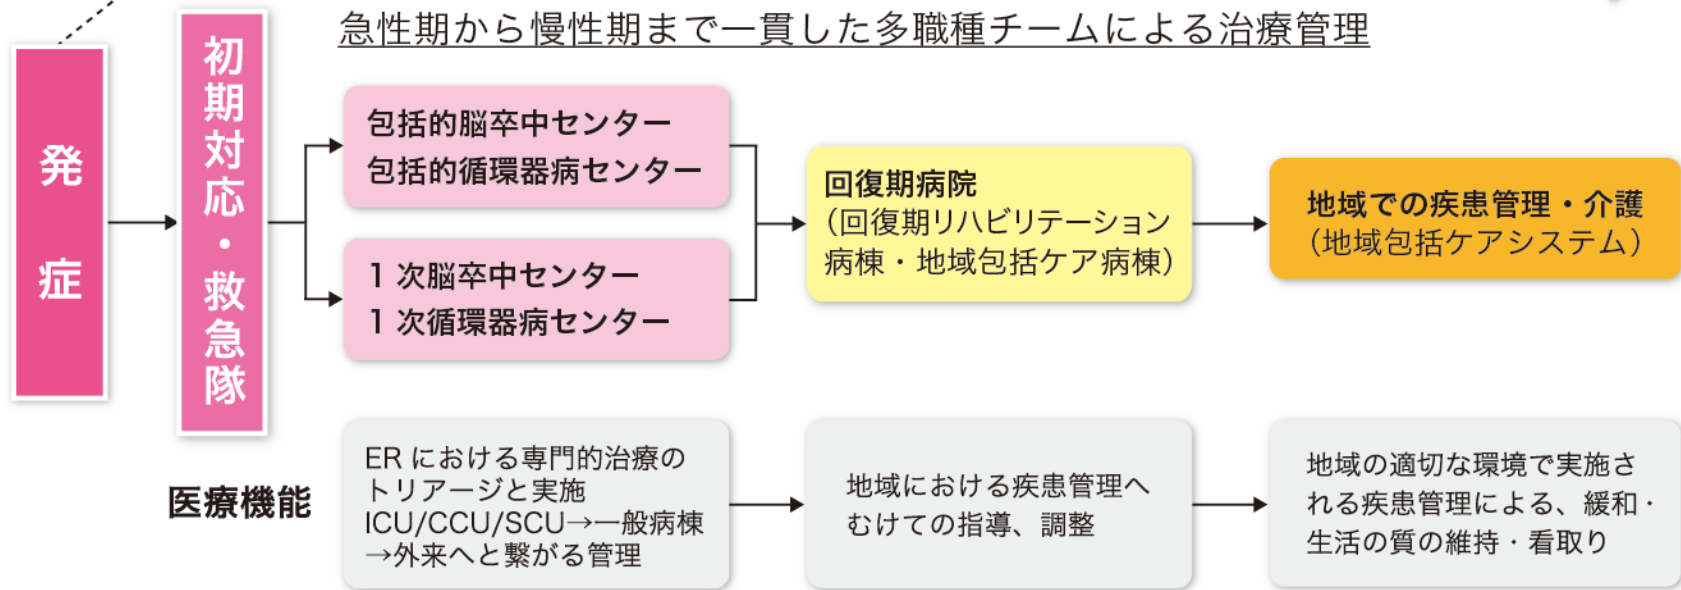 急性期から慢性期まで一貫した多職種チームによる治療管理
発症
初期対応・救急隊
包括的脳卒中センター
包括的循環器病センター
1 次脳卒中センター
1 次循環器病センター
回復期病院
（回復期リハビリテーション
病棟・地域包括ケア病棟）
地域での疾患管理・介護
（地域包括ケアシステム）
医療機能
ER における専門的治療の
トリアージと実施
ICU/CCU/SCU→一般病棟
→外来へと繋がる管理
地域における疾患管理へ
むけての指導、調整
地域の適切な環境で実施さ
れる疾患管理による、緩和・
生活の質の維持・看取り